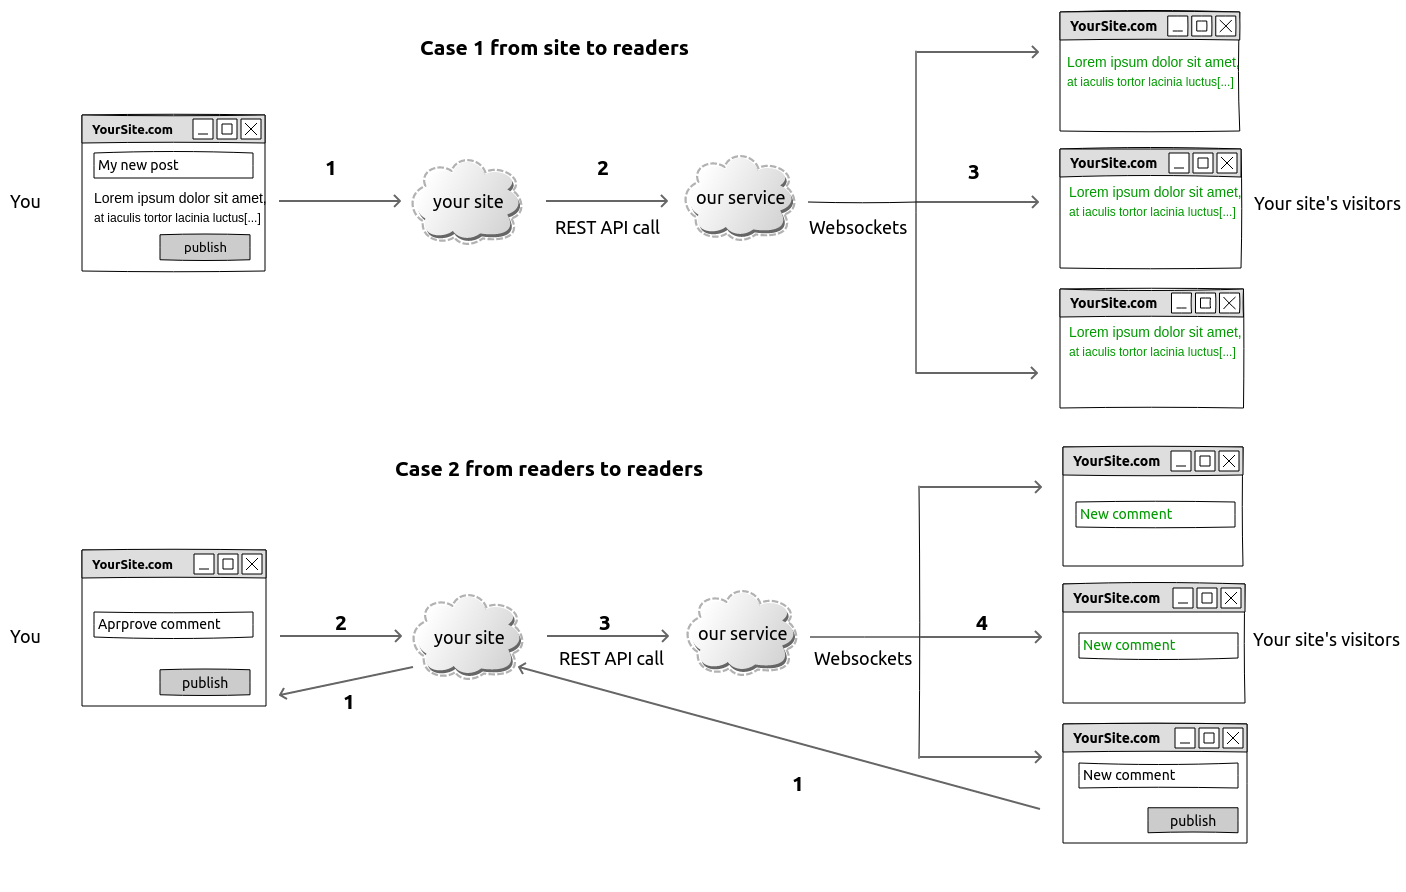 Case 1 from site to readers
YourSite.com
My new post
Lorem ipsum dolor sit amet,
at iaculis tortor lacinia luctus[...]
publish
You
1
your site
2
REST API call
our service
Websockets
3
YourSite.com
Lorem ipsum dolor sit amet,
at iaculis tortor lacinia luctus[...]
YourSite.com
Lorem ipsum dolor sit amet,
at iaculis tortor lacinia luctus[...]
Your site's visitors
YourSite.com
Lorem ipsum dolor sit amet,
at iaculis tortor lacinia luctus[...]
Case 2 from readers to readers
YourSite.com
Aprprove comment
publish
You
2
1
your site
3
REST API call
our service
Websockets
4
1
YourSite.com
New comment
YourSite.com
New comment
Your site's visitors
YourSite.com
New comment
publish